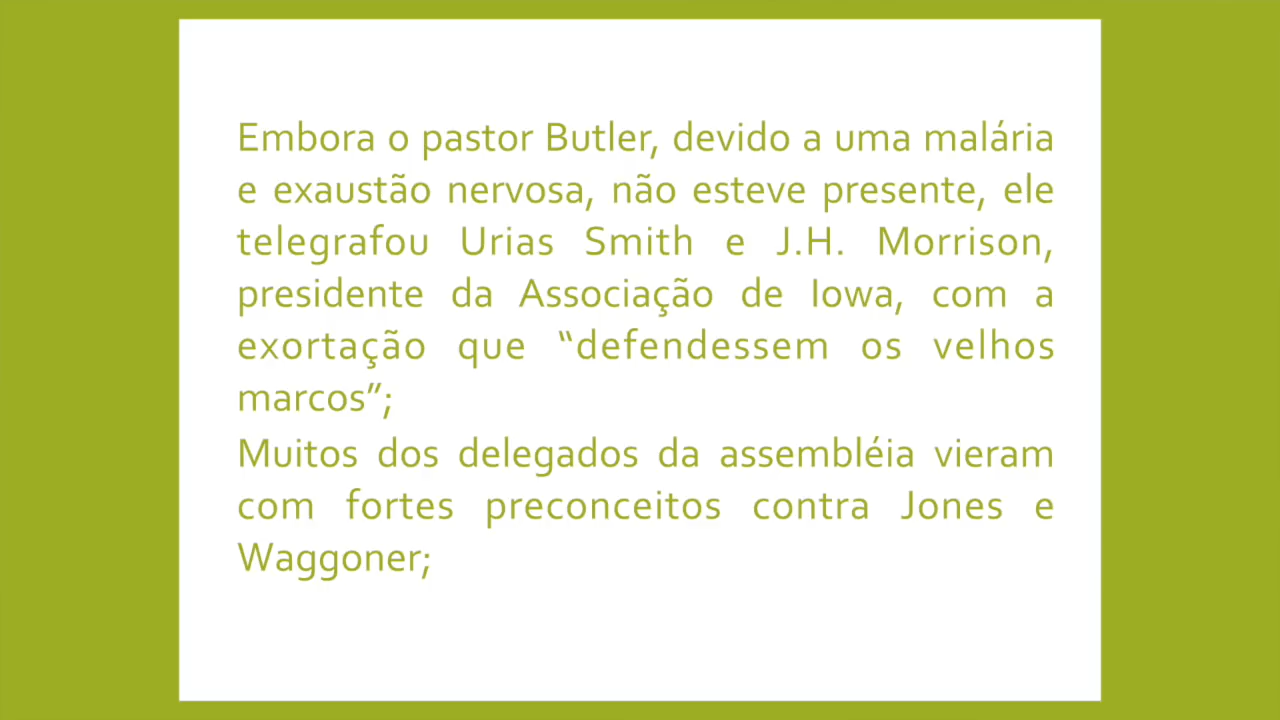 Embora o pastor Butler, devido a uma malária
e exaustão nervosa, não esteve presente, ele
telegrafou Urias Smith e J.H. Morrison,
presidente da Associação de Iowa, com a
exortação que “defendessem os velhos
marcos”;
Muitos dos delegados da assembléia vieram
com fortes preconceitos contra Jones e
Waggoner;